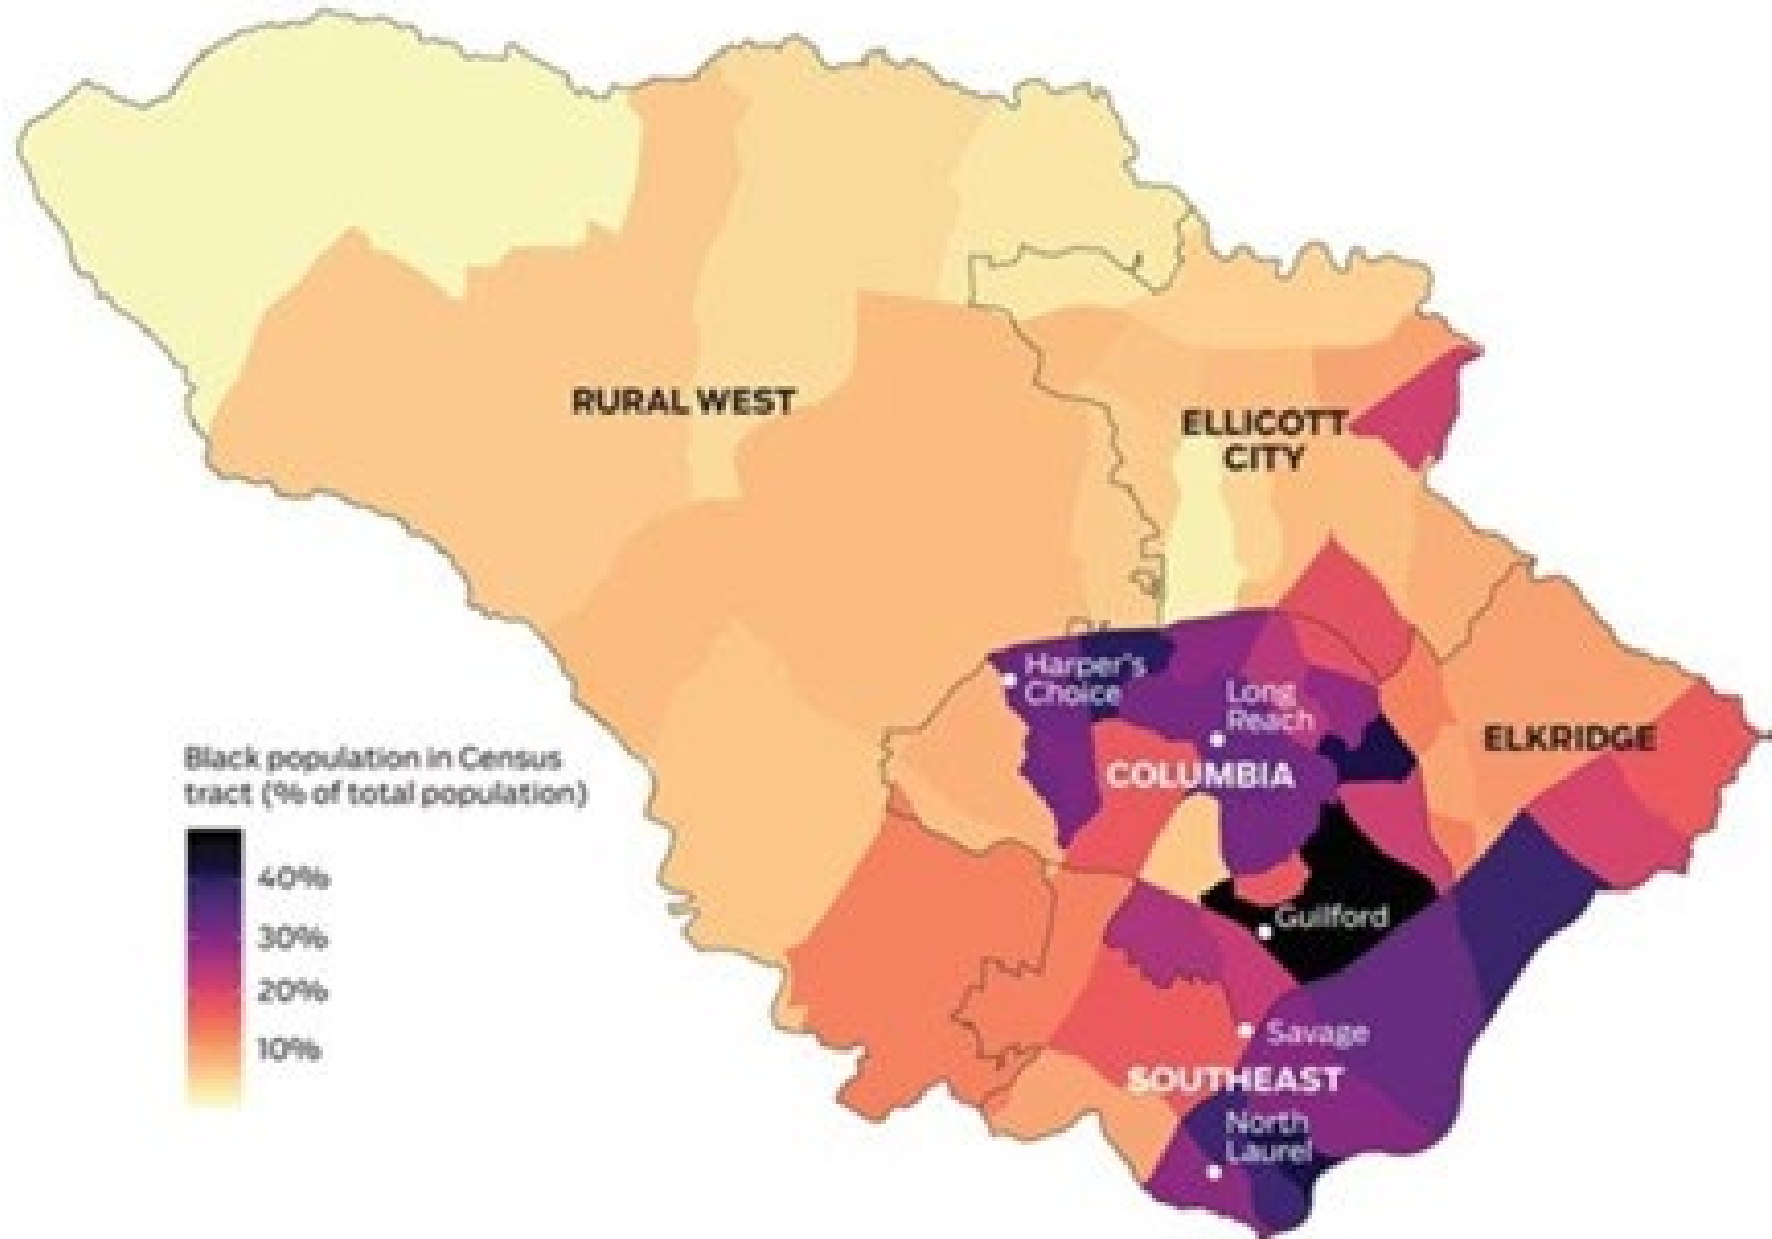 RURAL WEST
ELLICOTT
CITY
Harper's
Choice
Long
Reach
COLUMBIA
ELKRIDGE
Black population in Census
tract (% of total population)
40%
30%
20%
10%
Guilford
Savage
SOUTHEAST
North
Laurel